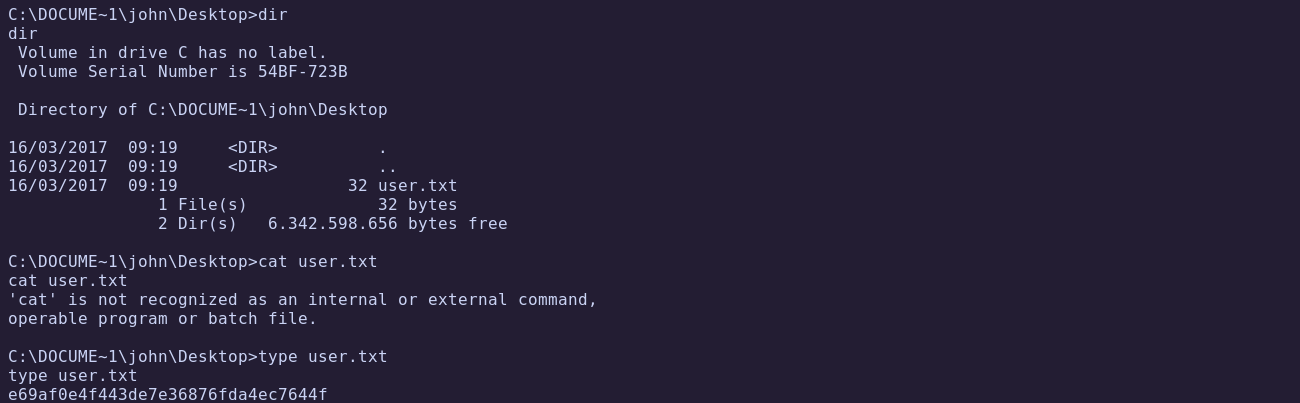 C:\DOCUME~1\john\Desktop>dir
dir
 Volume in drive C has no label.
 Volume Serial Number is 54BF-723B

 Directory of C:\DOCUME~1\john\Desktop

16/03/2017  09:19     <DIR>          .
16/03/2017  09:19     <DIR>          ..
16/03/2017  09:19                 32 user.txt
               1 File(s)             32 bytes
               2 Dir(s)   6.342.598.656 bytes free

C:\DOCUME~1\john\Desktop>cat user.txt
cat user.txt
'cat' is not recognized as an internal or external command,
operable program or batch file.

C:\DOCUME~1\john\Desktop>type user.txt
type user.txt
e69af0e4f443de7e36876fda4ec7644f